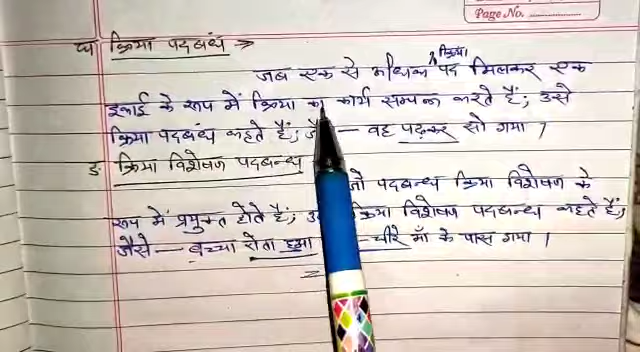 Page No.
घ) क्रिया पदबंध →
जब एक से अधिक क्रिया पद मिलकर एक
इकाई के रूप में क्रिया का कार्य सम्पन्न करते हैं; उसे
क्रिया पदबंध कहते हैं; — वह पढ़कर सो गया।
ङ क्रिया विशेषण पदबन्ध
जो पदबन्ध क्रिया विशेषण के
रूप में प्रयुक्त होते हैं; क्रिया विशेषण पदबन्ध कहते हैं;
जैसे — बच्चा रोता हुआ माँ के पास गया।